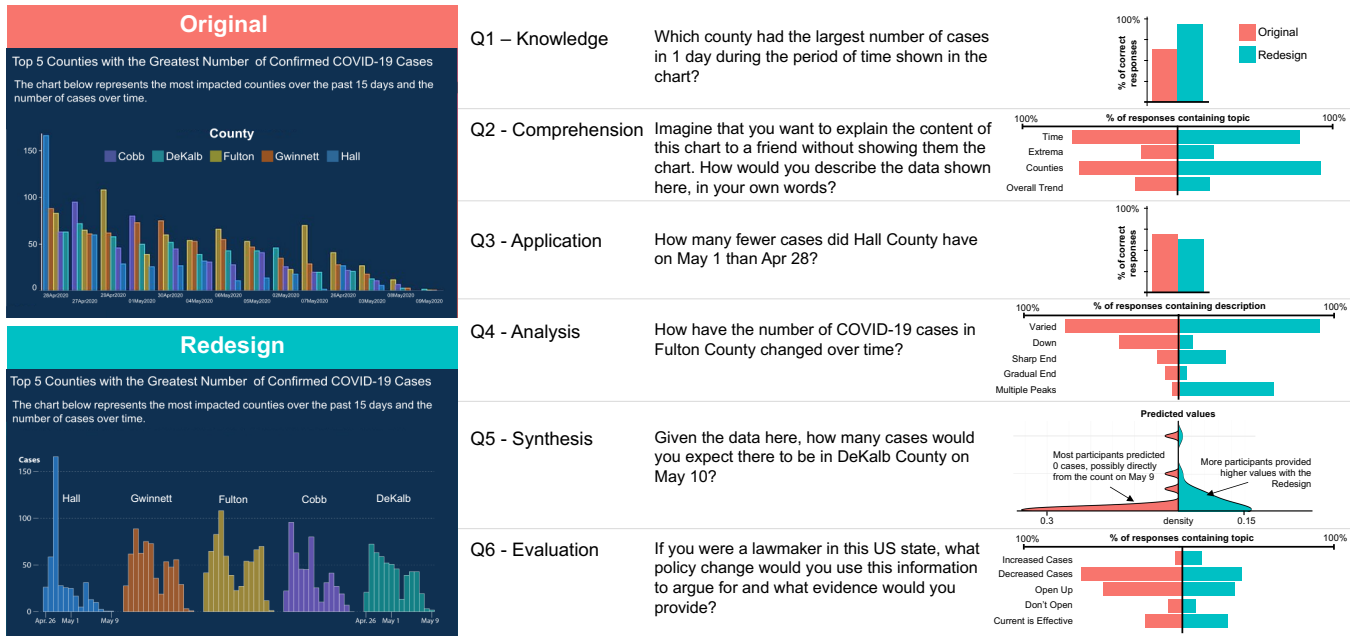 Original
Top 5 Counties with the Greatest Number of Confirmed COVID-19 Cases
The chart below represents the most impacted counties over the past 15 days and the
number of cases over time.
County
Cobb DeKalb Fulton Gwinnett Hall
150
100
50
0
28Apr2020 27Apr2020 29Apr2020 01May2020 30Apr2020 04May2020 06May2020 05May2020 02May2020 07May2020 26Apr2020 03May2020 08May2020 09May2020
Redesign
Top 5 Counties with the Greatest Number of Confirmed COVID-19 Cases
The chart below represents the most impacted counties over the past 15 days and the
number of cases over time.
Cases
150
Hall Gwinnett Fulton Cobb DeKalb
100
50
0
Apr. 26 May 1 May 9 Apr. 26 May 1 May 9
Q1 – Knowledge
Which county had the largest number of cases
in 1 day during the period of time shown in the
chart?
100%
% of correct
responses
Original
Redesign
Q2 - Comprehension
Imagine that you want to explain the content of
this chart to a friend without showing them the
chart. How would you describe the data shown
here, in your own words?
100% % of responses containing topic 100%
Time
Extrema
Counties
Overall Trend
Q3 - Application
How many fewer cases did Hall County have
on May 1 than Apr 28?
100%
% of correct
responses
Q4 - Analysis
How have the number of COVID-19 cases in
Fulton County changed over time?
100% % of responses containing description 100%
Varied
Down
Sharp End
Gradual End
Multiple Peaks
Q5 - Synthesis
Given the data here, how many cases would
you expect there to be in DeKalb County on
May 10?
Predicted values
Most participants predicted
0 cases, possibly directly
from the count on May 9
More participants provided
higher values with the
Redesign
0.3 density 0.15
Q6 - Evaluation
If you were a lawmaker in this US state, what
policy change would you use this information
to argue for and what evidence would you
provide?
100% % of responses containing topic 100%
Increased Cases
Decreased Cases
Open Up
Don't Open
Current is Effective